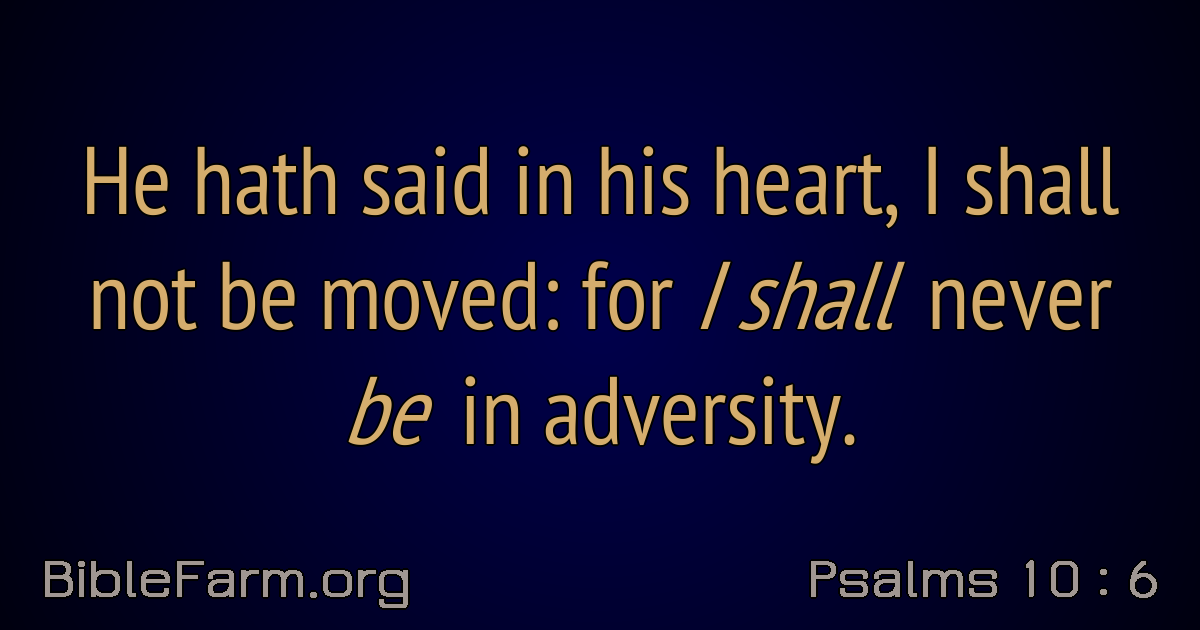 He hath said in his heart, I shall
not be moved: for I shall never
be in adversity.
BibleFarm.org
Psalms 10 : 6